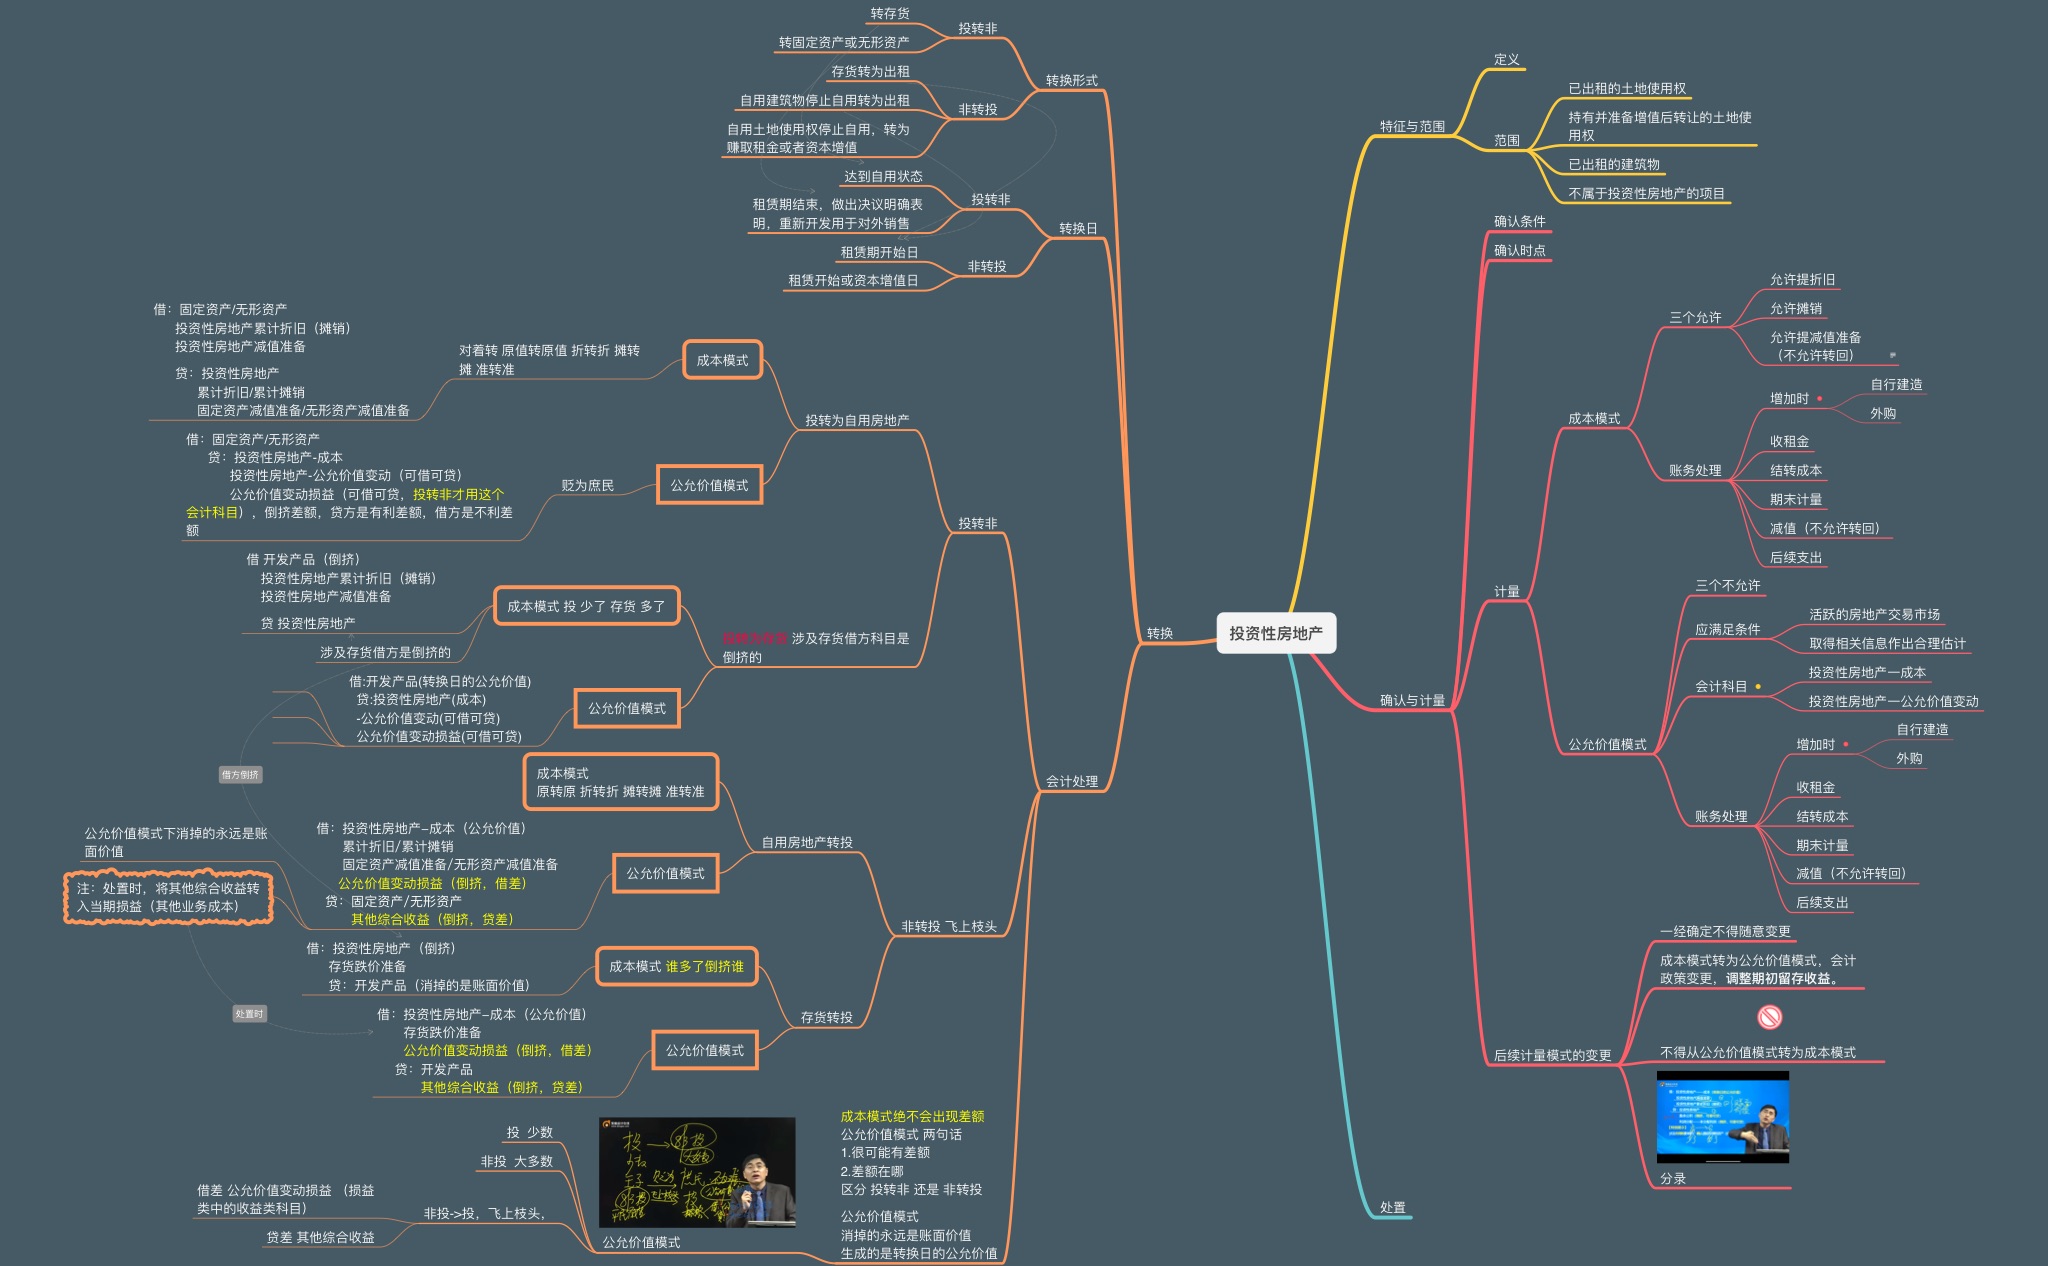 投资性房地产
特征与范围
定义
范围
已出租的土地使用权
持有并准备增值后转让的土地使
用权
已出租的建筑物
不属于投资性房地产的项目
确认与计量
确认条件
确认时点
计量
成本模式
三个允许
允许提折旧
允许摊销
允许提减值准备
（不允许转回）
账务处理
增加时
自行建造
外购
收租金
结转成本
期末计量
减值（不允许转回）
后续支出
公允价值模式
三个不允许
应满足条件
活跃的房地产交易市场
取得相关信息作出合理估计
会计科目
投资性房地产—成本
投资性房地产—公允价值变动
账务处理
增加时
自行建造
外购
收租金
结转成本
期末计量
减值（不允许转回）
后续支出
后续计量模式的变更
一经确定不得随意变更
成本模式转为公允价值模式，会计
政策变更，调整期初留存收益。
不得从公允价值模式转为成本模式
分录
处置
转换
转换形式
投转非
转存货
转固定资产或无形资产
非转投
存货转为出租
自用建筑物停止自用转为出租
自用土地使用权停止自用，转为
赚取租金或者资本增值
转换日
投转非
达到自用状态
租赁期结束，做出决议明确表
明，重新开发用于对外销售
非转投
租赁期开始日
租赁开始或资本增值日
会计处理
投转非
投转为自用房地产
成本模式
对着转 原值转原值 折转折 摊转
摊 准转准
借：固定资产/无形资产
投资性房地产累计折旧（摊销）
投资性房地产减值准备
贷：投资性房地产
累计折旧/累计摊销
固定资产减值准备/无形资产减值准备
公允价值模式
贬为庶民
借：固定资产/无形资产
贷：投资性房地产-成本
投资性房地产-公允价值变动（可借可贷）
公允价值变动损益（可借可贷，投转非才用这个
会计科目），倒挤差额，贷方是有利差额，借方是不利差
额
涉及存货借方科目是
倒挤的
成本模式 投 少了 存货 多了
借 开发产品（倒挤）
投资性房地产累计折旧（摊销）
投资性房地产减值准备
贷 投资性房地产
涉及存货借方是倒挤的
公允价值模式
借:开发产品(转换日的公允价值)
贷:投资性房地产(成本)
-公允价值变动(可借可贷)
公允价值变动损益(可借可贷)
借方倒挤
非转投 飞上枝头
自用房地产转投
成本模式
原转原 折转折 摊转摊 准转准
公允价值模式
借：投资性房地产–成本（公允价值）
累计折旧/累计摊销
固定资产减值准备/无形资产减值准备
公允价值变动损益（倒挤，借差）
贷：固定资产/无形资产
其他综合收益（倒挤，贷差）
公允价值模式下消掉的永远是账
面价值
注：处置时，将其他综合收益转
入当期损益（其他业务成本）
处置时
存货转投
成本模式 谁多了倒挤谁
借：投资性房地产（倒挤）
存货跌价准备
贷：开发产品（消掉的是账面价值）
公允价值模式
借：投资性房地产–成本（公允价值）
存货跌价准备
公允价值变动损益（倒挤，借差）
贷：开发产品
其他综合收益（倒挤，贷差）
成本模式绝不会出现差额
公允价值模式 两句话
1.很可能有差额
2.差额在哪
区分 投转非 还是 非转投
公允价值模式
消掉的永远是账面价值
生成的是转换日的公允价值
公允价值模式
投 少数
非投 大多数
非投->投，飞上枝头，
借差 公允价值变动损益 （损益
类中的收益类科目）
贷差 其他综合收益